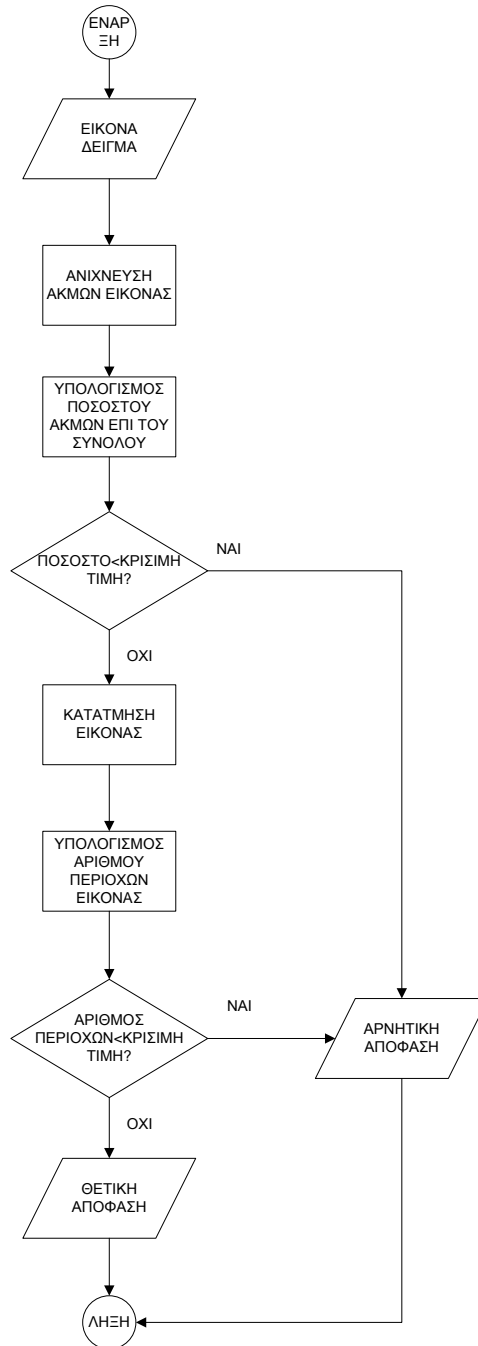 ΕΝΑΡ
ΞΗ
ΕΙΚΟΝΑ
ΔΕΙΓΜΑ
ΑΝΙΧΝΕΥΣΗ
ΑΚΜΩΝ ΕΙΚΟΝΑΣ
ΥΠΟΛΟΓΙΣΜΟΣ
ΠΟΣΟΣΤΟΥ
ΑΚΜΩΝ ΕΠΙ ΤΟΥ
ΣΥΝΟΛΟΥ
ΠΟΣΟΣΤΟ<ΚΡΙΣΙΜΗ
ΤΙΜΗ?
ΝΑΙ
ΟΧΙ
ΚΑΤΑΤΜΗΣΗ
ΕΙΚΟΝΑΣ
ΥΠΟΛΟΓΙΣΜΟΣ
ΑΡΙΘΜΟΥ
ΠΕΡΙΟΧΩΝ
ΕΙΚΟΝΑΣ
ΑΡΙΘΜΟΣ
ΠΕΡΙΟΧΩΝ<ΚΡΙΣΙΜΗ
ΤΙΜΗ?
ΝΑΙ
ΑΡΝΗΤΙΚΗ
ΑΠΟΦΑΣΗ
ΟΧΙ
ΘΕΤΙΚΗ
ΑΠΟΦΑΣΗ
ΛΗΞΗ